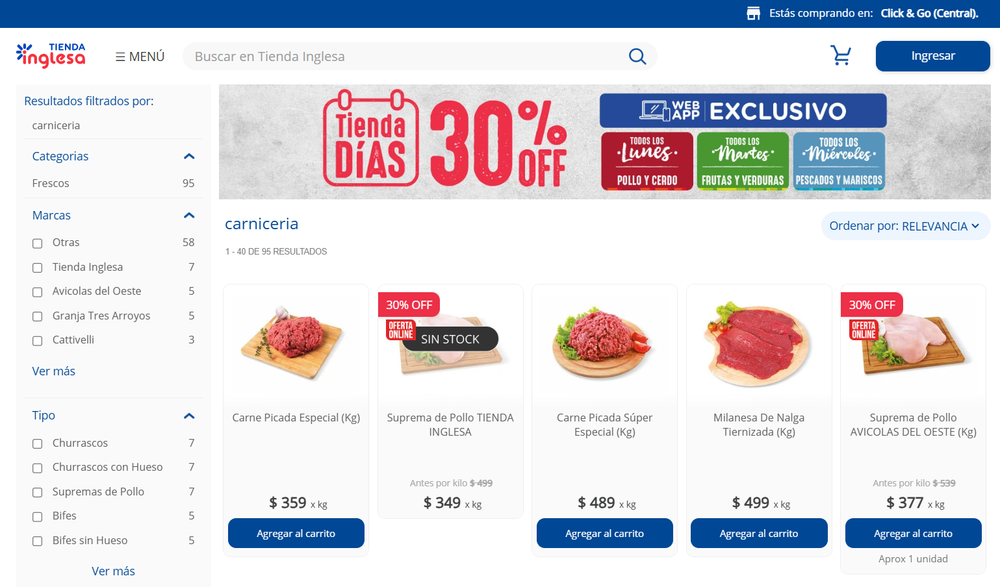 Estás comprando en: Click & Go (Central).
TIENDA
inglesa
MENÚ
Buscar en Tienda Inglesa
Ingresar
Resultados filtrados por:
carniceria
Categorias
Frescos 95
Marcas
Otras 58
Tienda Inglesa 7
Avicolas del Oeste 5
Granja Tres Arroyos 5
Cattivelli 3
Ver más
Tipo
Churrascos 7
Churrascos con Hueso 7
Supremas de Pollo 7
Bifes 5
Bifes sin Hueso 5
Ver más
Tienda
DÍAS
30%
OFF
WEB
APP
EXCLUSIVO
TODOS LOS
Lunes
POLLO Y CERDO
TODOS LOS
Martes
FRUTAS Y VERDURAS
TODOS LOS
Miércoles
PESCADOS Y MARISCOS
carniceria
Ordenar por: RELEVANCIA
1 - 40 DE 95 RESULTADOS
Carne Picada Especial (Kg)
$ 359 x kg
Agregar al carrito
30% OFF
OFERTA
ONLINE
SIN STOCK
Suprema de Pollo TIENDA
INGLESA
Antes por kilo $ 499
$ 349 x kg
Carne Picada Súper
Especial (Kg)
$ 489 x kg
Agregar al carrito
Milanesa De Nalga
Tiernizada (Kg)
$ 499 x kg
Agregar al carrito
30% OFF
OFERTA
ONLINE
Suprema de Pollo
AVICOLAS DEL OESTE (Kg)
Antes por kilo $ 539
$ 377 x kg
Agregar al carrito
Aprox 1 unidad